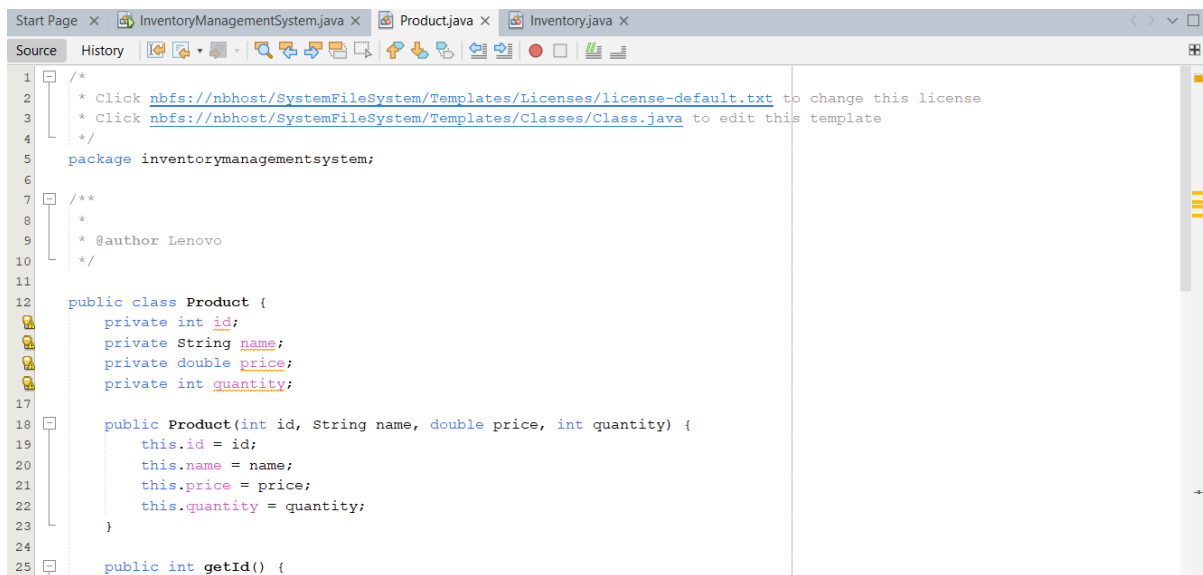 Start Page InventoryManagementSystem.java Product.java Inventory.java
Source History
1 /*
2 * Click nbfs://nbhost/SystemFileSystem/Templates/Licenses/license-default.txt to change this license
3 * Click nbfs://nbhost/SystemFileSystem/Templates/Classes/Class.java to edit this template
4 */
5 package inventorymanagementsystem;
6
7 /**
8 *
9 * @author Lenovo
10 */
11
12 public class Product {
private int id;
private String name;
private double price;
private int quantity;
17
18 public Product(int id, String name, double price, int quantity) {
19 this.id = id;
20 this.name = name;
21 this.price = price;
22 this.quantity = quantity;
23 }
24
25 public int getId() {